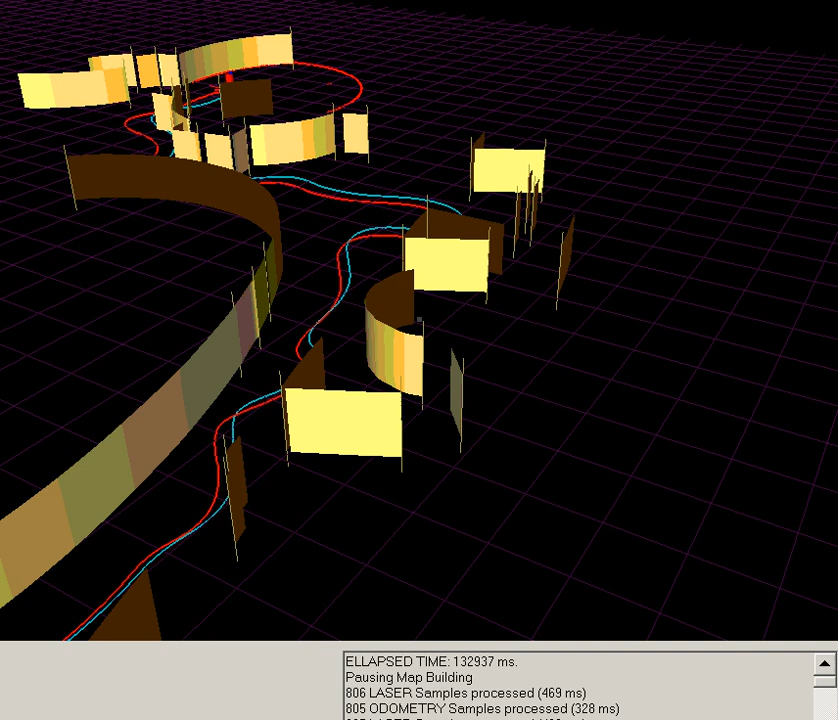 ELLAPSED TIME: 132937 ms.
Pausing Map Building
806 LASER Samples processed (469 ms)
805 ODOMETRY Samples processed (328 ms)